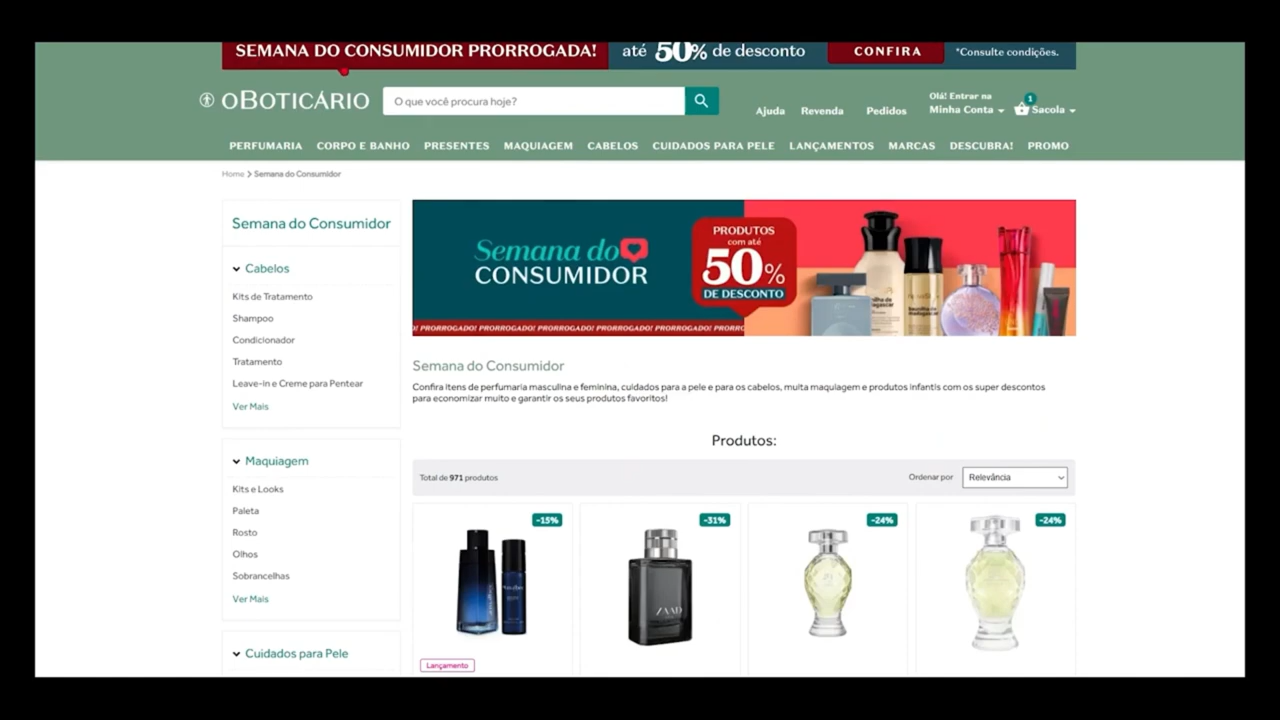 SEMANA DO CONSUMIDOR PRORROGADA! até 50% de desconto CONFIRA *Consulte condições.
oBOTICÁRIO O que você procura hoje?
Ajuda Revenda Pedidos
Olá! Entrar na
Minha Conta
1
Sacola
PERFUMARIA CORPO E BANHO PRESENTES MAQUIAGEM CABELOS CUIDADOS PARA PELE LANÇAMENTOS MARCAS DESCUBRA! PROMO
Home > Semana do Consumidor
Semana do Consumidor
Cabelos
Kits de Tratamento
Shampoo
Condicionador
Tratamento
Leave-in e Creme para Pentear
Ver Mais
Maquiagem
Kits e Looks
Paleta
Rosto
Olhos
Sobrancelhas
Ver Mais
Cuidados para Pele
Semana do
CONSUMIDOR
PRODUTOS
com até
50%
DE DESCONTO
O! PRORROGADO! PRORROGADO! PRORROGADO! PRORROGADO! PRORROGADO! PRORRO
Semana do Consumidor
Confira itens de perfumaria masculina e feminina, cuidados para a pele e para os cabelos, muita maquiagem e produtos infantis com os super descontos
para economizar muito e garantir os seus produtos favoritos!
Produtos:
Total de 971 produtos
Ordenar por Relevância
-15% -31% -24% -24%
ZAAD
Lançamento